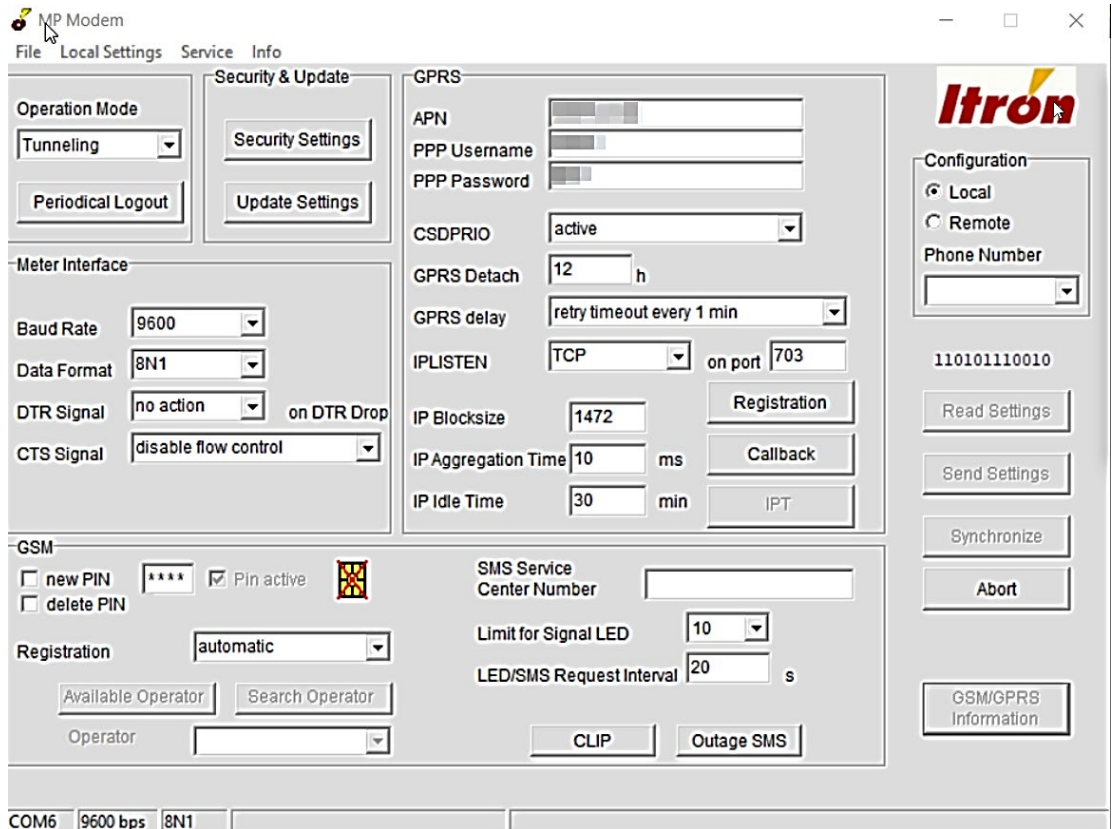 MP Modem
File Local Settings Service Info
Operation Mode
Tunneling
Periodical Logout
Security & Update
Security Settings
Update Settings
Meter Interface
Baud Rate 9600
Data Format 8N1
DTR Signal no action on DTR Drop
CTS Signal disable flow control
GPRS
APN
PPP Username
PPP Password
CSDPRIO active
GPRS Detach 12 h
GPRS delay retry timeout every 1 min
IPLISTEN TCP on port 703
Registration
IP Blocksize 1472
Callback
IP Aggregation Time 10 ms
IP Idle Time 30 min
IPT
Itron
Configuration
Local
Remote
Phone Number
110101110010
Read Settings
Send Settings
Synchronize
Abort
GSM/GPRS
Information
GSM
new PIN **** Pin active
delete PIN
Registration automatic
Available Operator Search Operator
Operator
SMS Service
Center Number
Limit for Signal LED 10
LED/SMS Request Interval 20 s
CLIP Outage SMS
COM6 9600 bps 8N1